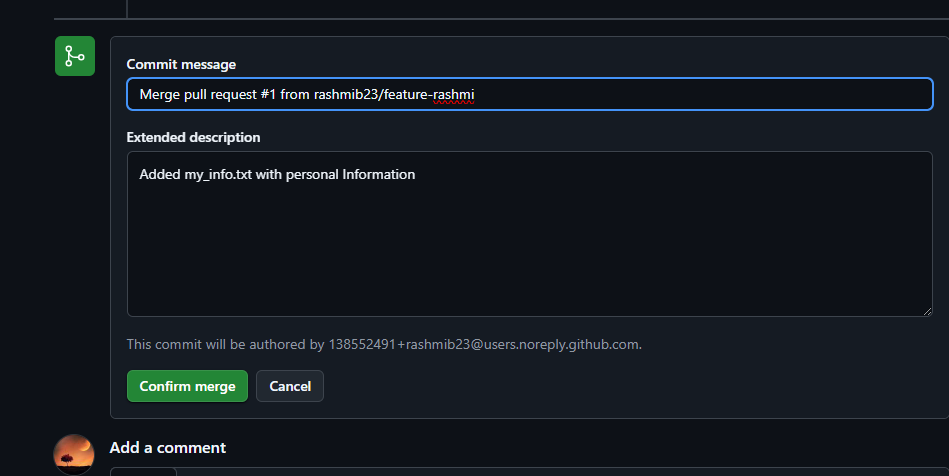 Commit message
Merge pull request #1 from rashmib23/feature-rashmi
Extended description
Added my_info.txt with personal Information
This commit will be authored by 138552491+rashmib23@users.noreply.github.com.
Confirm merge
Cancel
Add a comment